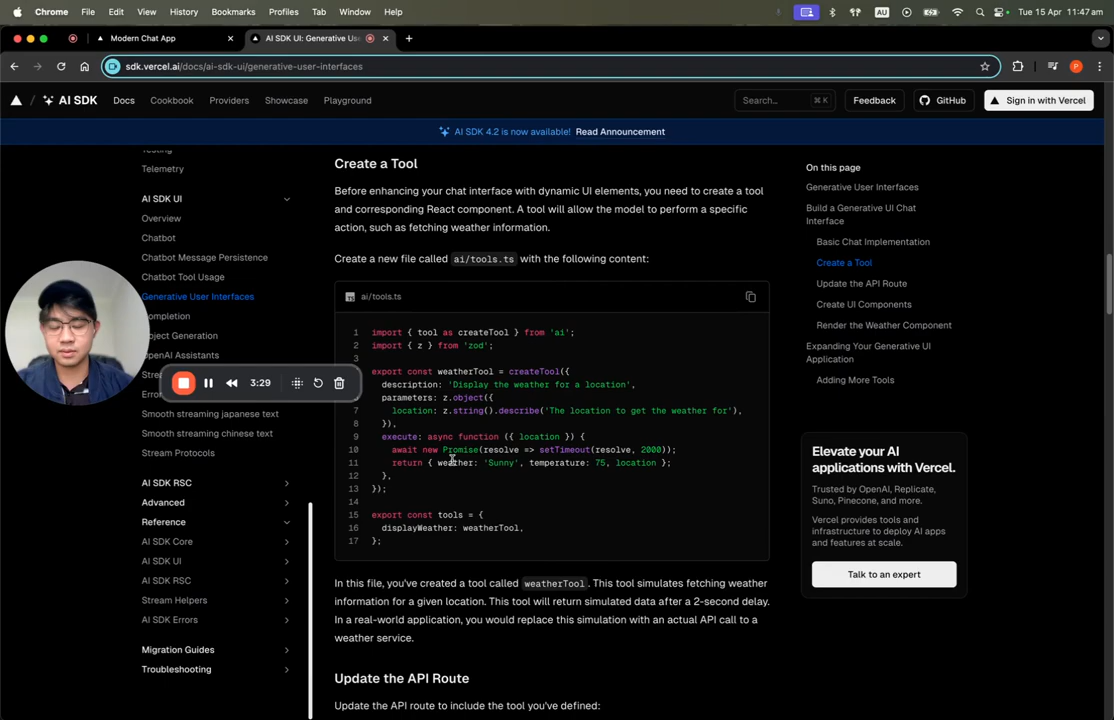 Chrome File Edit View History Bookmarks Profiles Tab Window Help
AU Tue 15 Apr 11:47 am
Modern Chat App
AI SDK UI: Generative Use
sdk.vercel.ai/docs/ai-sdk-ui/generative-user-interfaces
P
AI SDK Docs Cookbook Providers Showcase Playground
Search... ⌘ K Feedback GitHub Sign in with Vercel
AI SDK 4.2 is now available! Read Announcement
Testing
Telemetry
AI SDK UI
Overview
Chatbot
Chatbot Message Persistence
Chatbot Tool Usage
Generative User Interfaces
ompletion
bject Generation
penAI Assistants
Smooth streaming japanese text
Smooth streaming chinese text
Stream Protocols
AI SDK RSC
Advanced
Reference
AI SDK Core
AI SDK UI
AI SDK RSC
Stream Helpers
AI SDK Errors
Migration Guides
Troubleshooting
3:29
Create a Tool
Before enhancing your chat interface with dynamic UI elements, you need to create a tool
and corresponding React component. A tool will allow the model to perform a specific
action, such as fetching weather information.
Create a new file called ai/tools.ts with the following content:
ai/tools.ts
1 import { tool as createTool } from 'ai';
2 import { z } from 'zod';
3
4 export const weatherTool = createTool({
description: 'Display the weather for a location',
parameters: z.object({
7 location: z.string().describe('The location to get the weather for'),
8 }),
9 execute: async function ({ location }) {
10 await new Promise(resolve => setTimeout(resolve, 2000));
11 return { weather: 'Sunny', temperature: 75, location };
12 },
13 });
14
15 export const tools = {
16 displayWeather: weatherTool,
17 };
In this file, you've created a tool called weatherTool. This tool simulates fetching weather
information for a given location. This tool will return simulated data after a 2-second delay.
In a real-world application, you would replace this simulation with an actual API call to a
weather service.
Update the API Route
Update the API route to include the tool you've defined:
On this page
Generative User Interfaces
Build a Generative UI Chat
Interface
Basic Chat Implementation
Create a Tool
Update the API Route
Create UI Components
Render the Weather Component
Expanding Your Generative UI
Application
Adding More Tools
Elevate your AI
applications with Vercel.
Trusted by OpenAI, Replicate,
Suno, Pinecone, and more.
Vercel provides tools and
infrastructure to deploy AI apps
and features at scale.
Talk to an expert